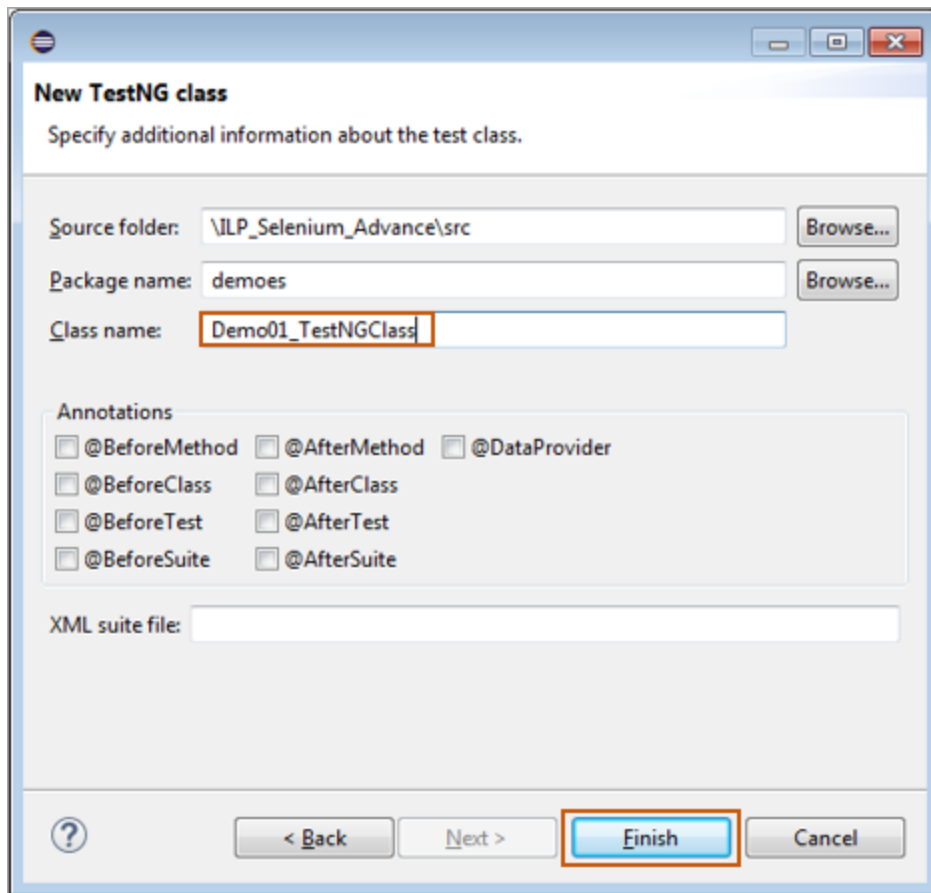 New TestNG class
Specify additional information about the test class.
Source folder: \ILP_Selenium_Advance\src Browse...
Package name: demoes Browse...
Class name: Demo01_TestNGClass
Annotations
@BeforeMethod @AfterMethod @DataProvider
@BeforeClass @AfterClass
@BeforeTest @AfterTest
@BeforeSuite @AfterSuite
XML suite file:
? < Back Next > Finish Cancel